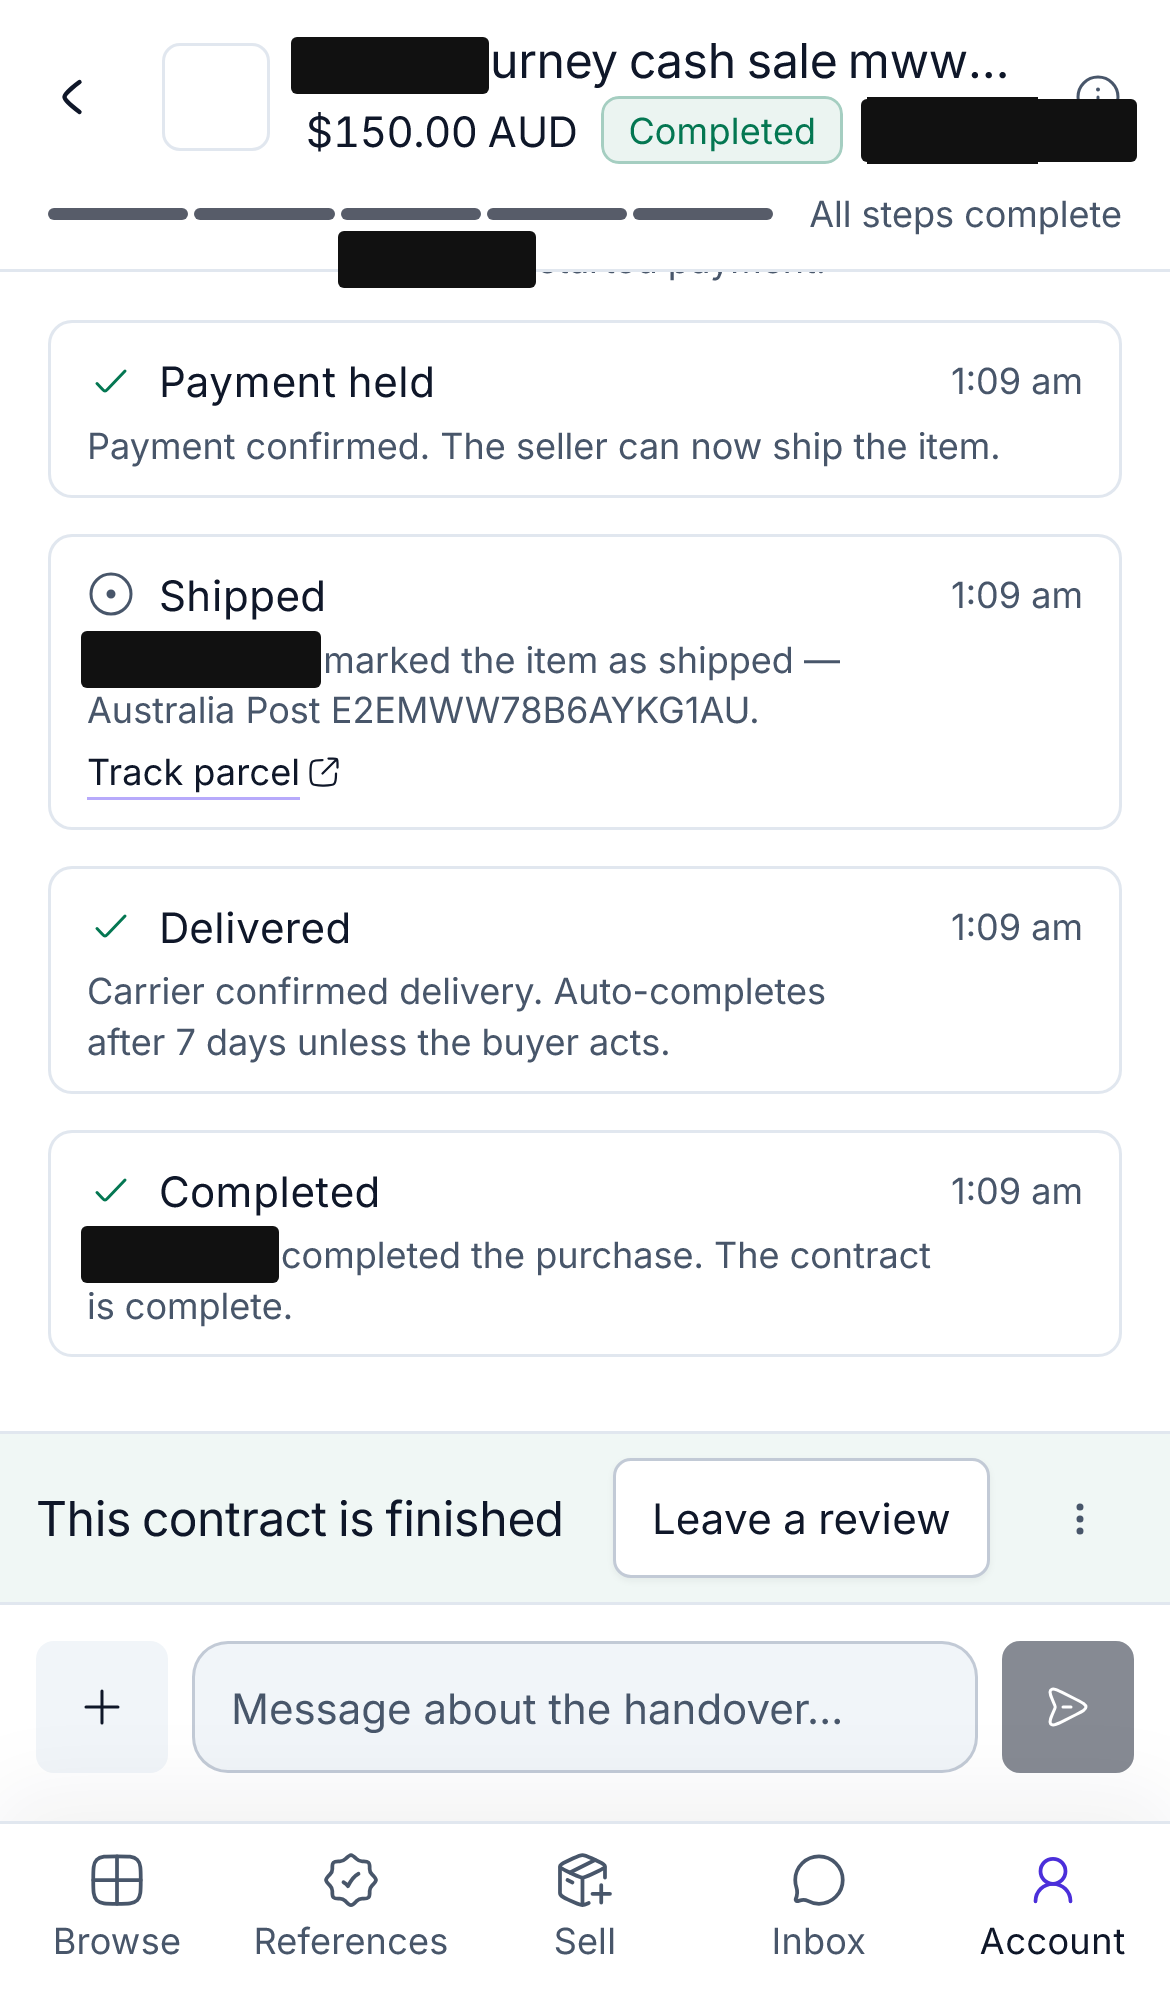 urney cash sale mww...
$150.00 AUD Completed
All steps complete
started payment.
Payment held 1:09 am
Payment confirmed. The seller can now ship the item.
Shipped 1:09 am
marked the item as shipped —
Australia Post E2EMWW78B6AYKG1AU.
Track parcel
Delivered 1:09 am
Carrier confirmed delivery. Auto-completes
after 7 days unless the buyer acts.
Completed 1:09 am
completed the purchase. The contract
is complete.
This contract is finished Leave a review
Message about the handover...
Browse References Sell Inbox Account